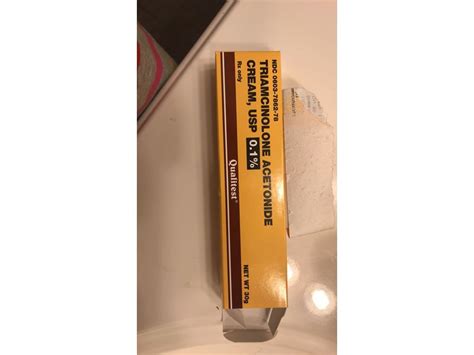 NDC 0603-7862-78
TRIAMCINOLONE ACETONIDE
CREAM, USP 0.1%
Rx only
Qualitest®
NET WT 30g